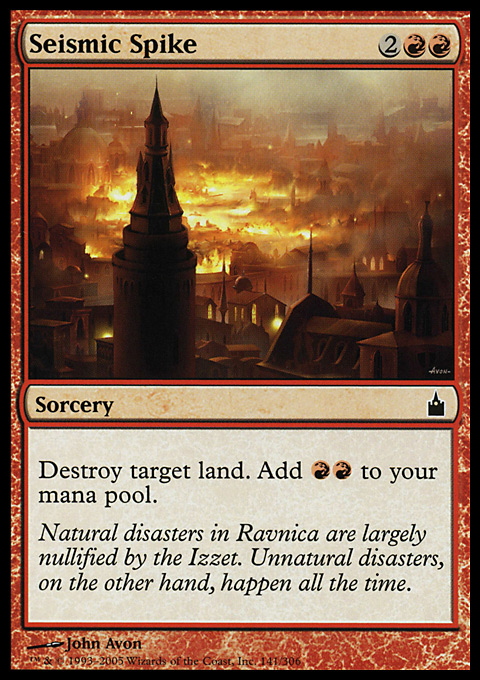 Seismic Spike 2
AVON-
Sorcery
Destroy target land. Add to your
mana pool.
Natural disasters in Ravnica are largely
nullified by the Izzet. Unnatural disasters,
on the other hand, happen all the time.
John Avon
™ & © 1993-2005 Wizards of the Coast, Inc. 141/306